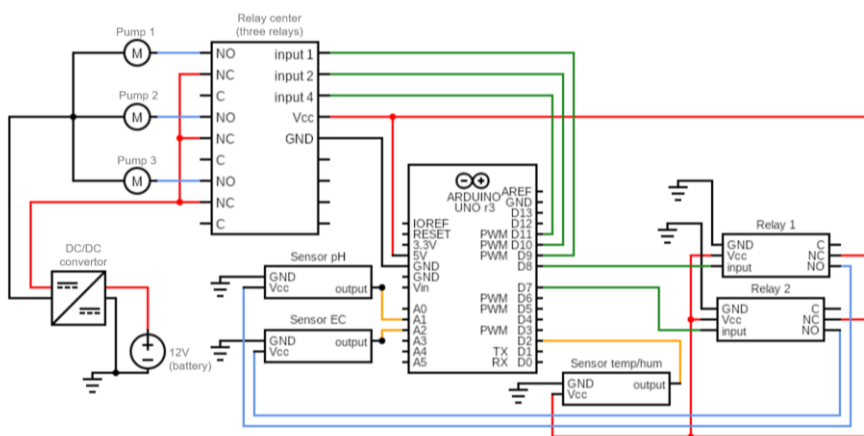 Pump 1
Pump 2
Pump 3
M
M
M
Relay center
(three relays)
NO
NC
C
NO
NC
C
NO
NC
C
input 1
input 2
input 4
Vcc
GND
DC/DC
convertor
12V
(battery)
Sensor pH
GND
Vcc
output
Sensor EC
GND
Vcc
output
ARDUINO
UNO r3
IOREF
RESET
3.3V
5V
GND
GND
Vin
A0
A1
A2
A3
A4
A5
AREF
GND
D13
D12
PWM D11
PWM D10
PWM D9
D8
D7
PWM D6
PWM D5
D4
PWM D3
D2
TX D1
RX D0
Relay 1
GND
Vcc
input
C
NC
NO
Relay 2
GND
Vcc
input
C
NC
NO
Sensor temp/hum
GND
Vcc
output